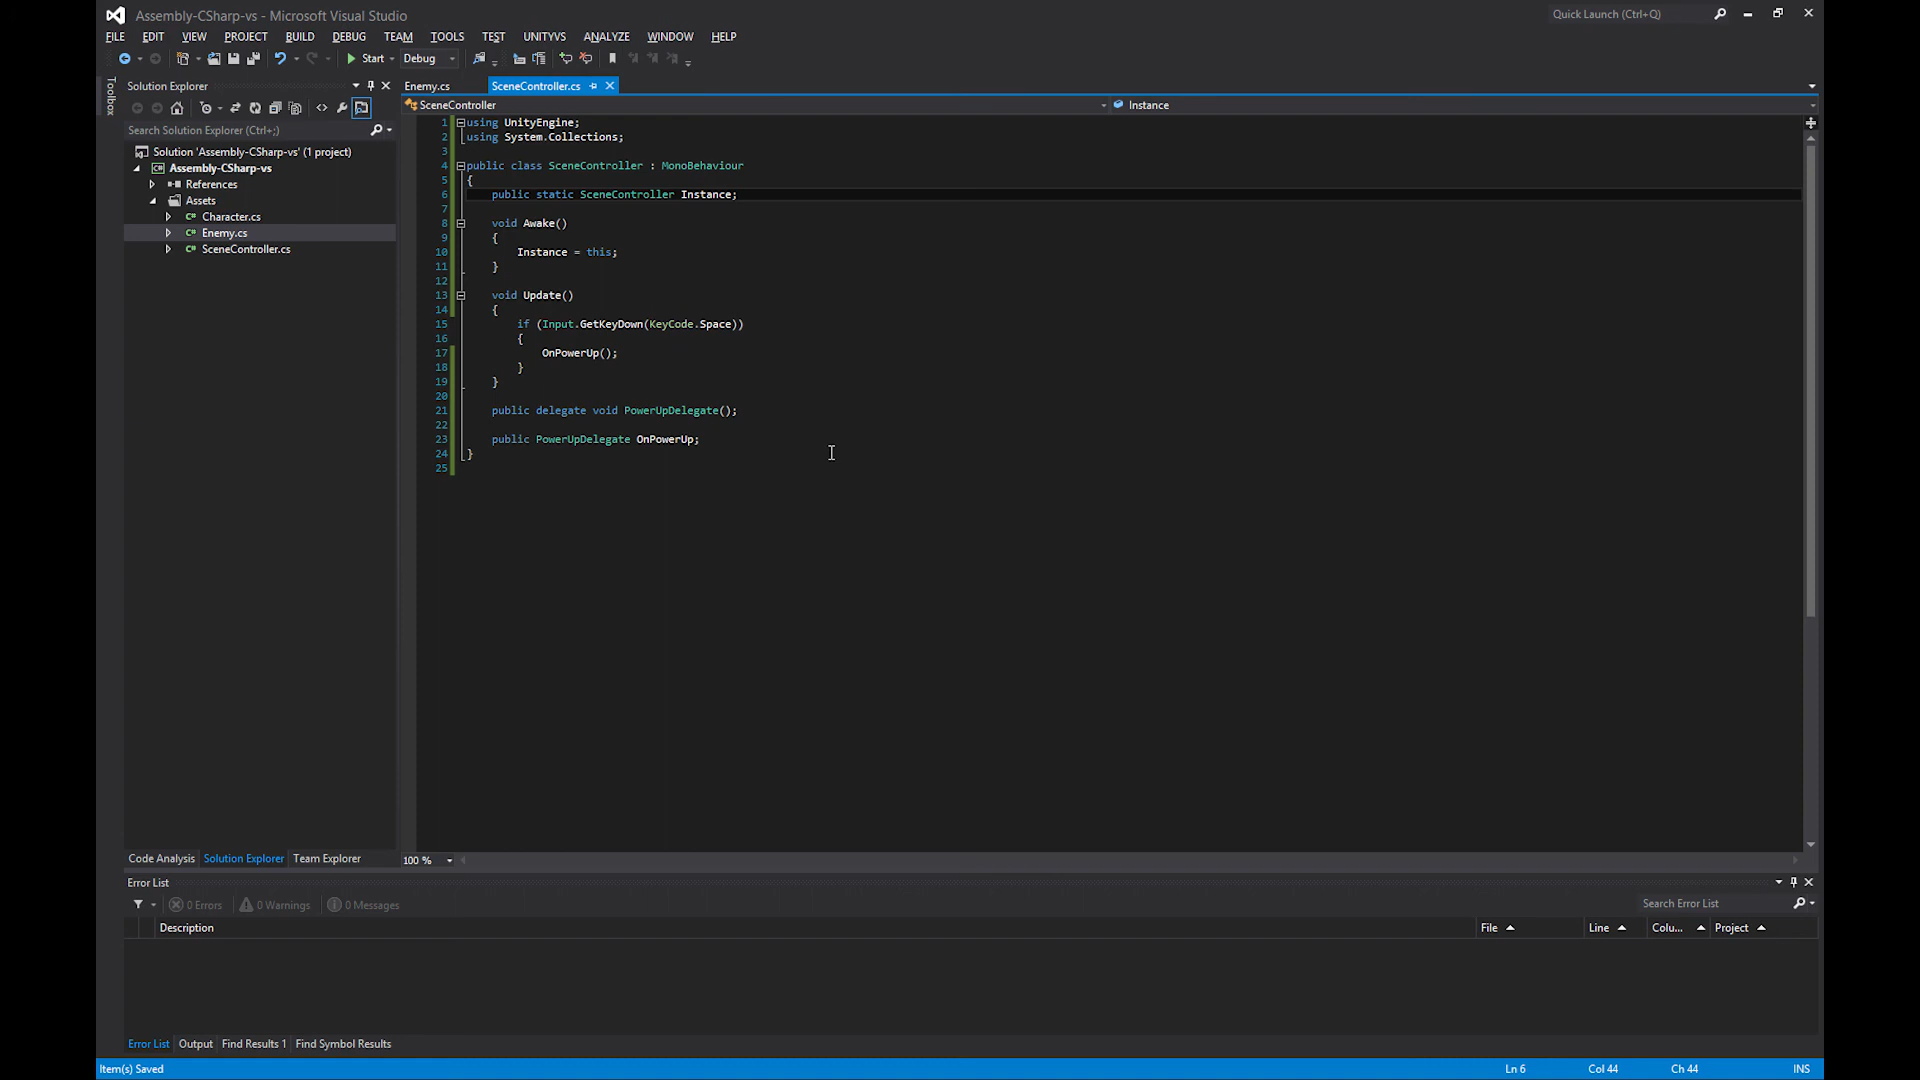 Assembly-CSharp-vs - Microsoft Visual Studio
Quick Launch (Ctrl+Q)
FILE EDIT VIEW PROJECT BUILD DEBUG TEAM TOOLS TEST UNITYVS ANALYZE WINDOW HELP
Start Debug
Toolbox
Solution Explorer
Search Solution Explorer (Ctrl+;)
Solution 'Assembly-CSharp-vs' (1 project)
C# Assembly-CSharp-vs
References
Assets
C# Character.cs
C# Enemy.cs
C# SceneController.cs
Code Analysis Solution Explorer Team Explorer
Enemy.cs SceneController.cs
SceneController Instance
1 using UnityEngine;
2 using System.Collections;
3
4 public class SceneController : MonoBehaviour
5 {
6 public static SceneController Instance;
7
8 void Awake()
9 {
10 Instance = this;
11 }
12
13 void Update()
14 {
15 if (Input.GetKeyDown(KeyCode.Space))
16 {
17 OnPowerUp();
18 }
19 }
20
21 public delegate void PowerUpDelegate();
22
23 public PowerUpDelegate OnPowerUp;
24 }
25
100 %
Error List
0 Errors 0 Warnings 0 Messages
Search Error List
Description File Line Colu... Project
Error List Output Find Results 1 Find Symbol Results
Item(s) Saved Ln 6 Col 44 Ch 44 INS